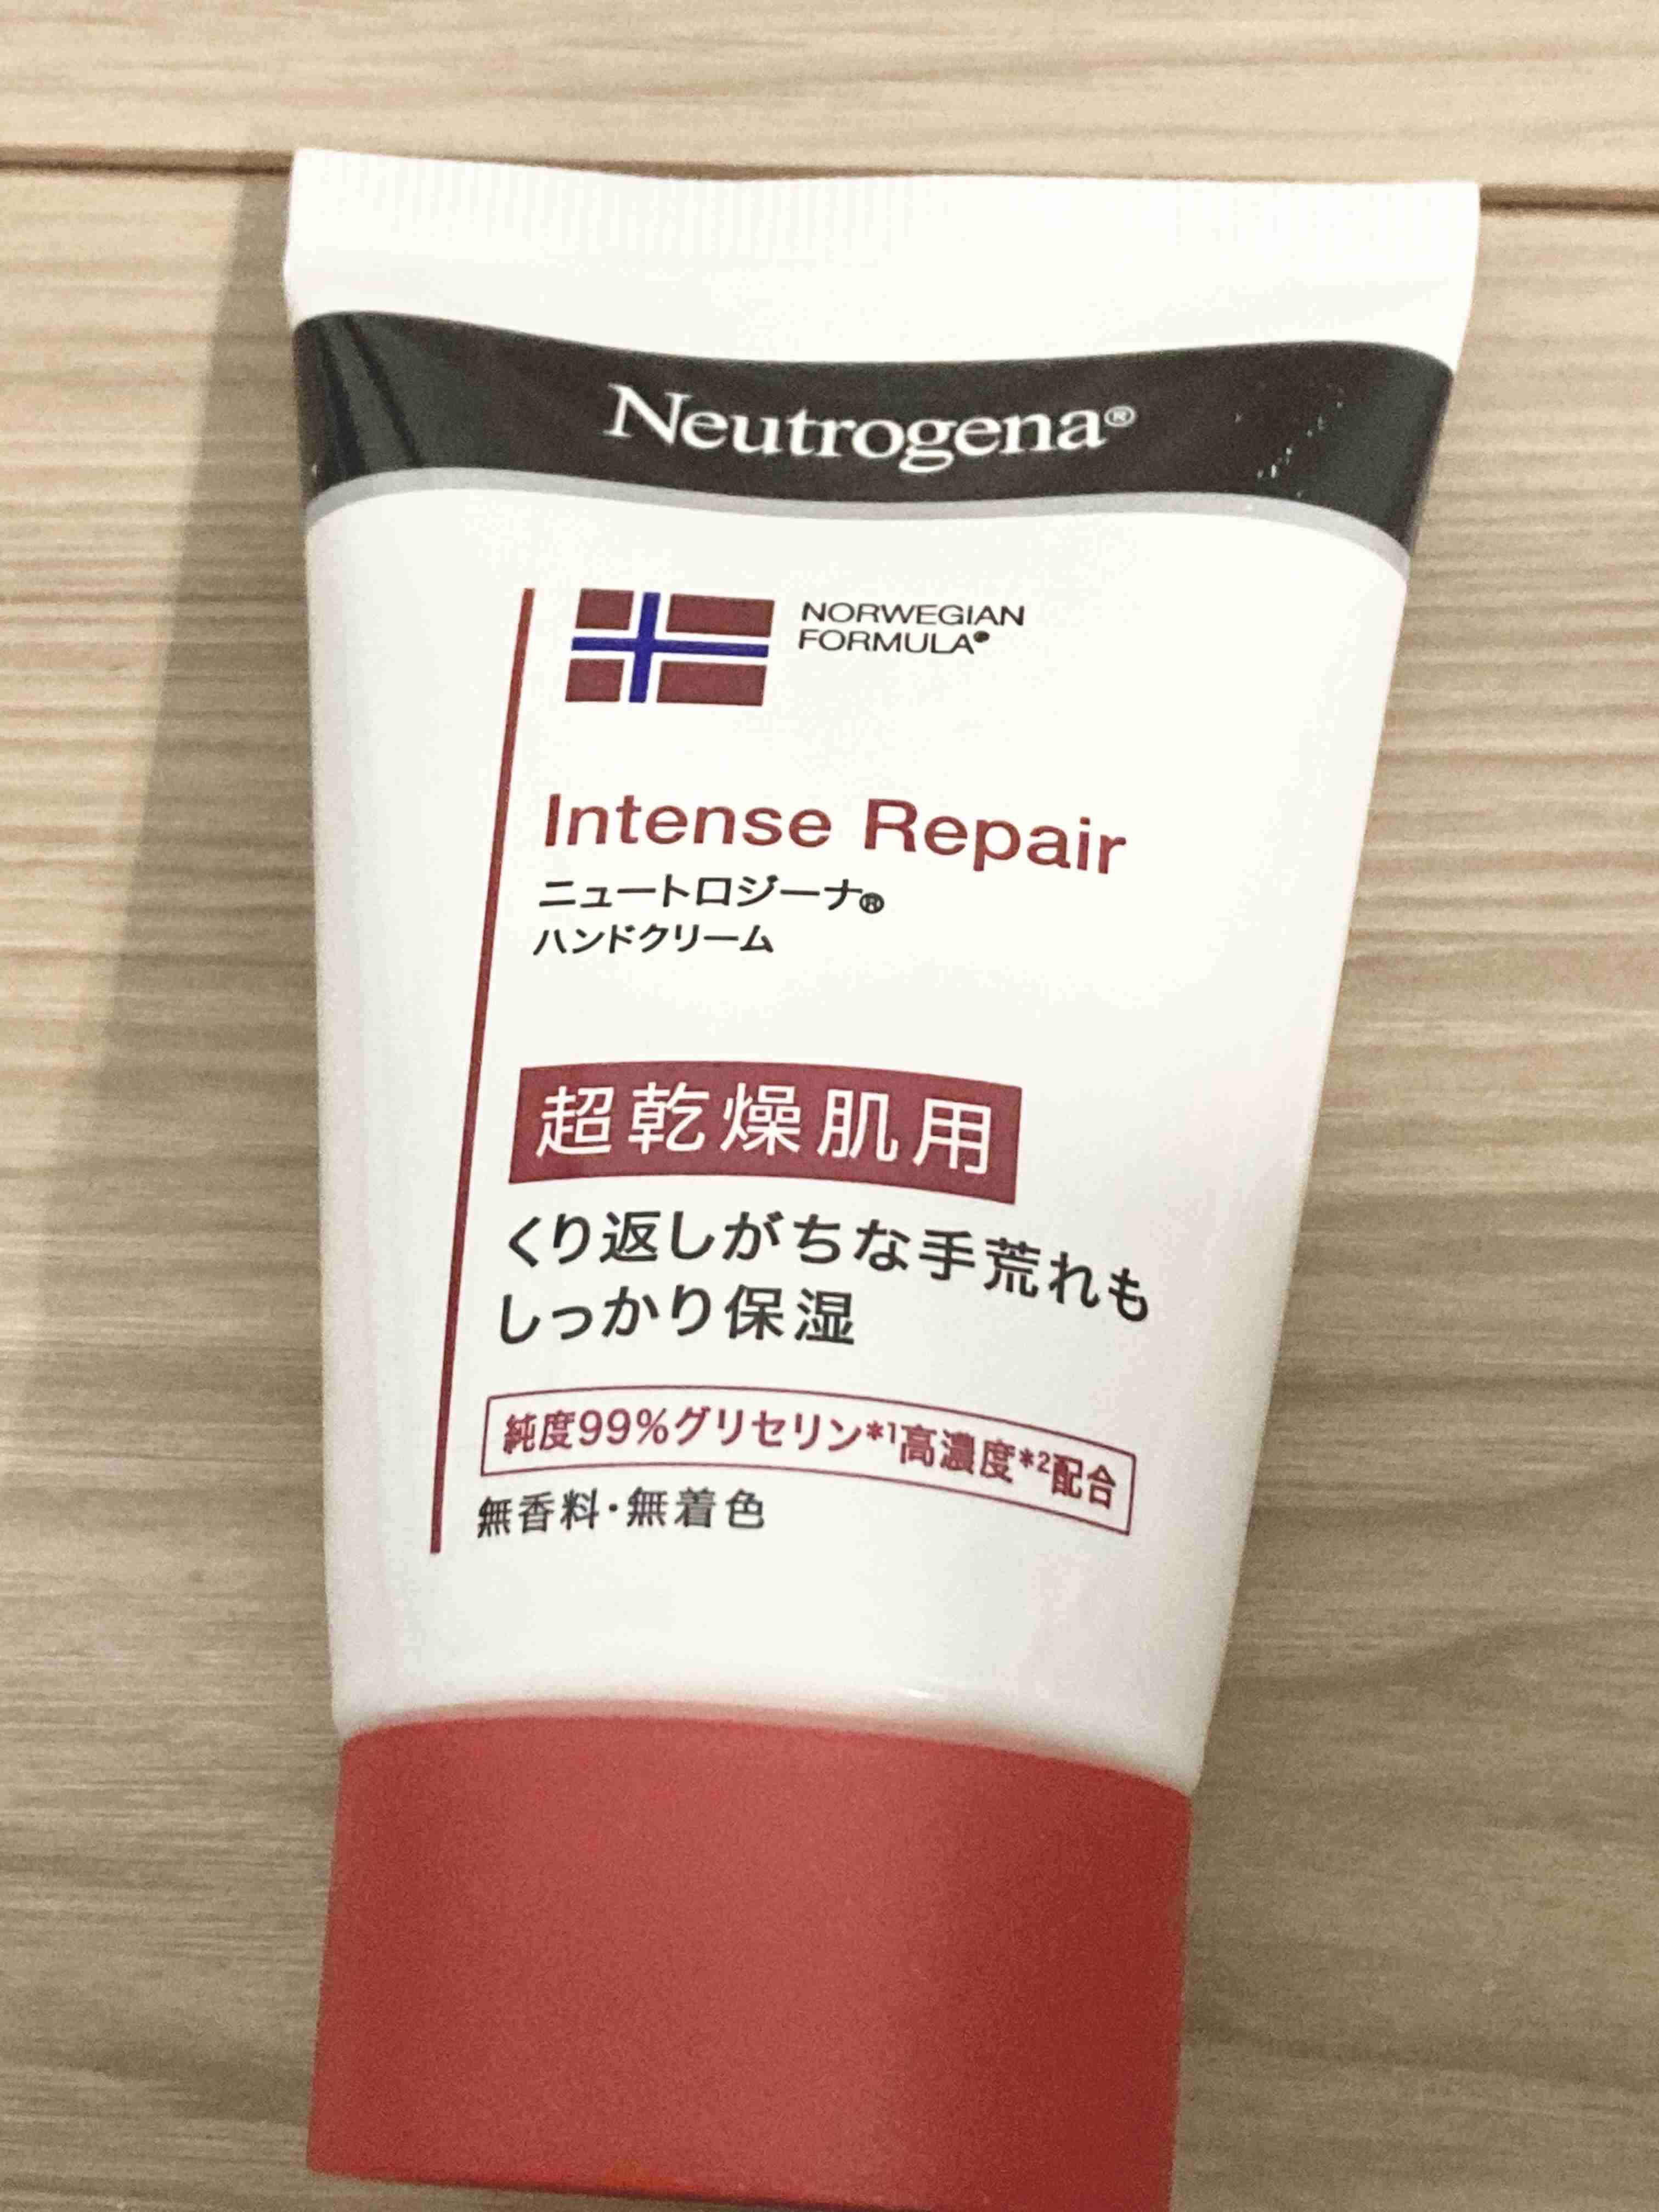 Neutrogena®
NORWEGIAN
FORMULA®
Intense Repair
ニュートロジーナ®
ハンドクリーム
超乾燥肌用
くり返しがちな手荒れも
しっかり保湿
純度99%グリセリン*1高濃度*2配合
無香料・無着色